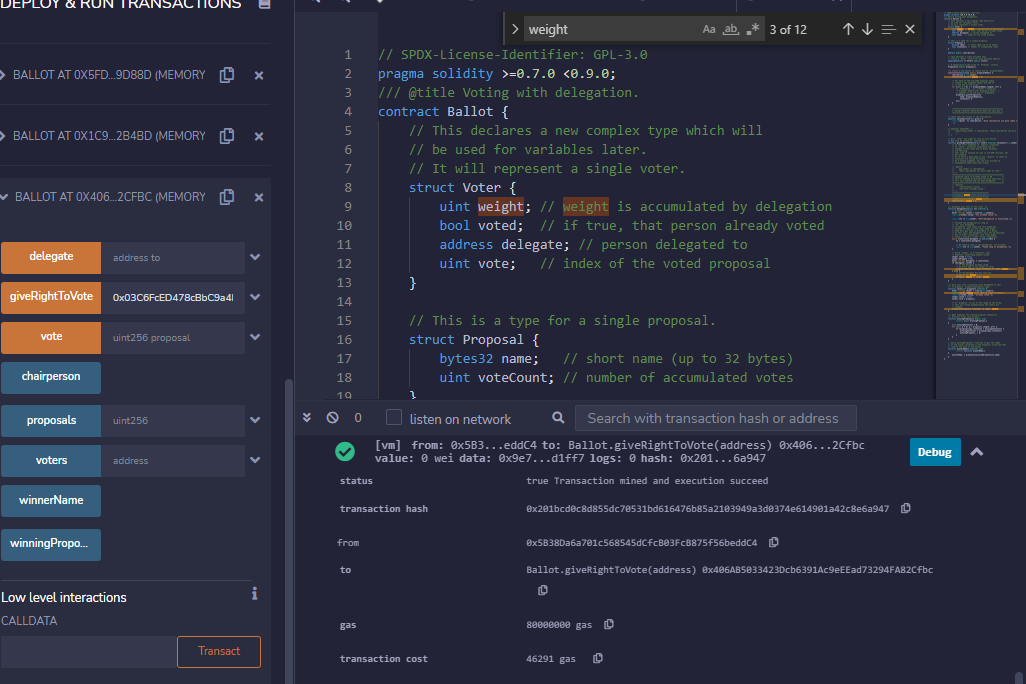 DEPLOY & RUN TRANSACTIONS
BALLOT AT 0X5FD...9D88D (MEMORY
BALLOT AT 0X1C9...2B4BD (MEMORY
BALLOT AT 0X406...2CFBC (MEMORY
delegate
address to
giveRightToVote
0x03C6FcED478cBbC9a4l
vote
uint256 proposal
chairperson
proposals
uint256
voters
address
winnerName
winningPropo...
Low level interactions
CALLDATA
Transact
weight
Aa
ab
3 of 12
1 // SPDX-License-Identifier: GPL-3.0
2 pragma solidity >=0.7.0 <0.9.0;
3 /// @title Voting with delegation.
4 contract Ballot {
5 // This declares a new complex type which will
6 // be used for variables later.
7 // It will represent a single voter.
8 struct Voter {
9 uint weight; // weight is accumulated by delegation
10 bool voted; // if true, that person already voted
11 address delegate; // person delegated to
12 uint vote; // index of the voted proposal
13 }
14
15 // This is a type for a single proposal.
16 struct Proposal {
17 bytes32 name; // short name (up to 32 bytes)
18 uint voteCount; // number of accumulated votes
19 }
0
listen on network
Search with transaction hash or address
[vm] from: 0x5B3...eddC4 to: Ballot.giveRightToVote(address) 0x406...2Cfbc
value: 0 wei data: 0x9e7...d1ff7 logs: 0 hash: 0x201...6a947
Debug
status true Transaction mined and execution succeed
transaction hash 0x201bcd0c8d855dc70531bd616476b85a2103949a3d0374e614901a42c8e6a947
from 0x5B38Da6a701c568545dCfcB03FcB875f56beddC4
to Ballot.giveRightToVote(address) 0x406AB5033423Dcb6391Ac9eEEad73294FA82Cfbc
gas 80000000 gas
transaction cost 46291 gas